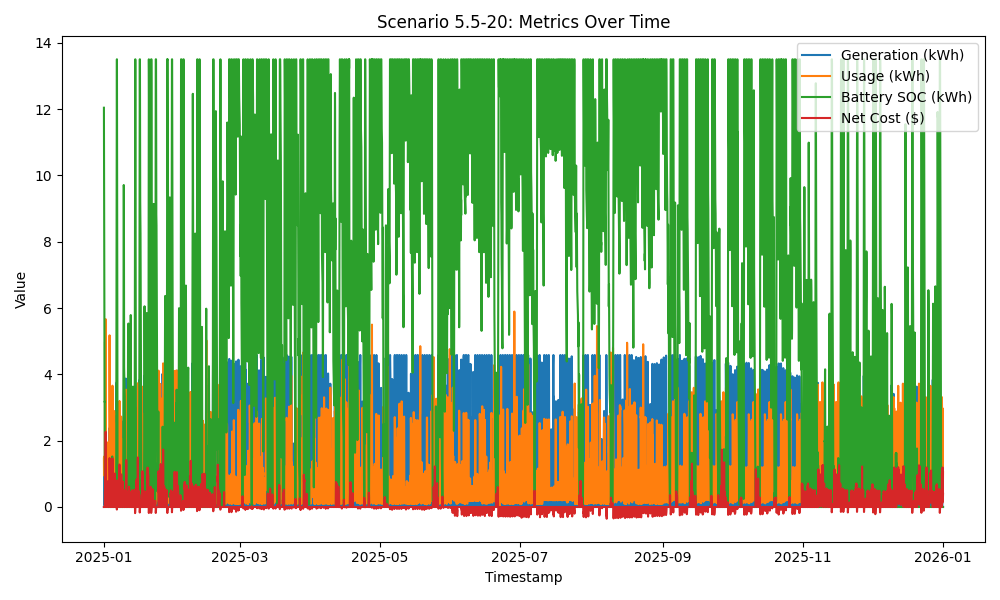 Scenario 5.5-20: Metrics Over Time
Generation (kWh)
Usage (kWh)
Battery SOC (kWh)
Net Cost ($)
Value
14
12
10
8
6
4
2
0
2025-01
2025-03
2025-05
2025-07
2025-09
2025-11
2026-01
Timestamp